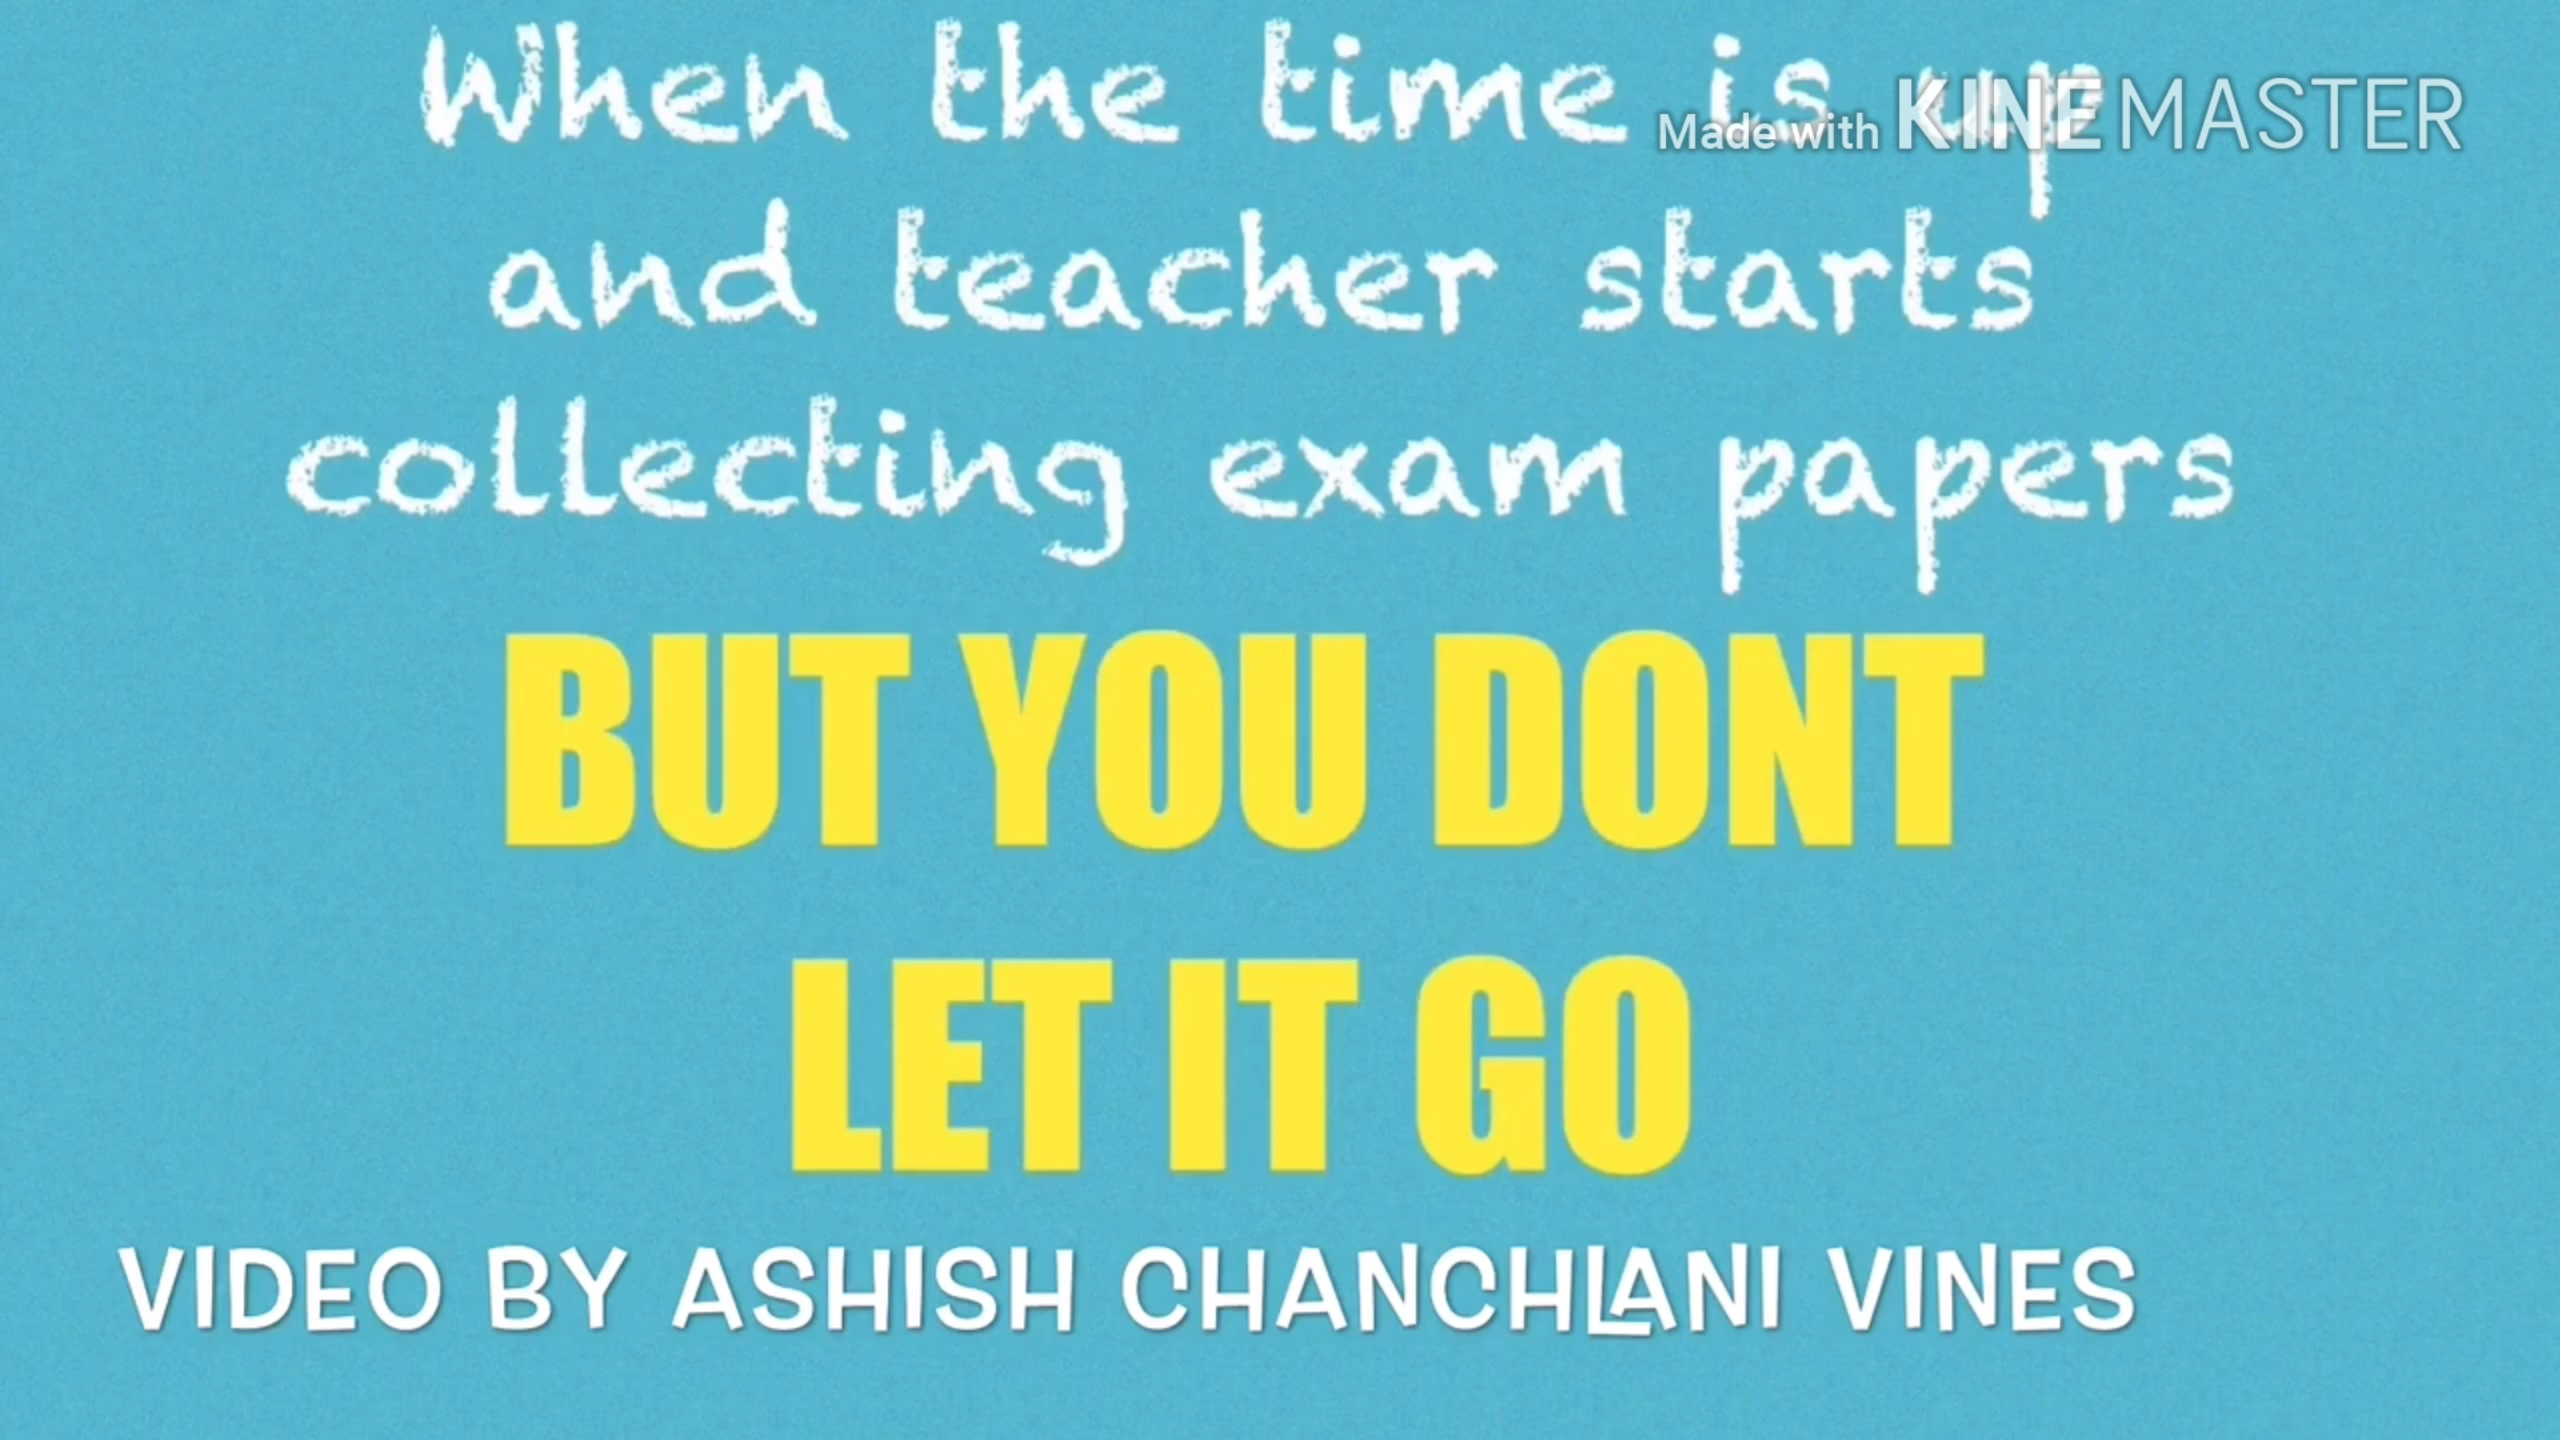 When the time is up
Made with KINEMASTER
and teacher starts
collecting exam papers
BUT YOU DONT
LET IT GO
VIDEO BY ASHISH CHANCHLANI VINES